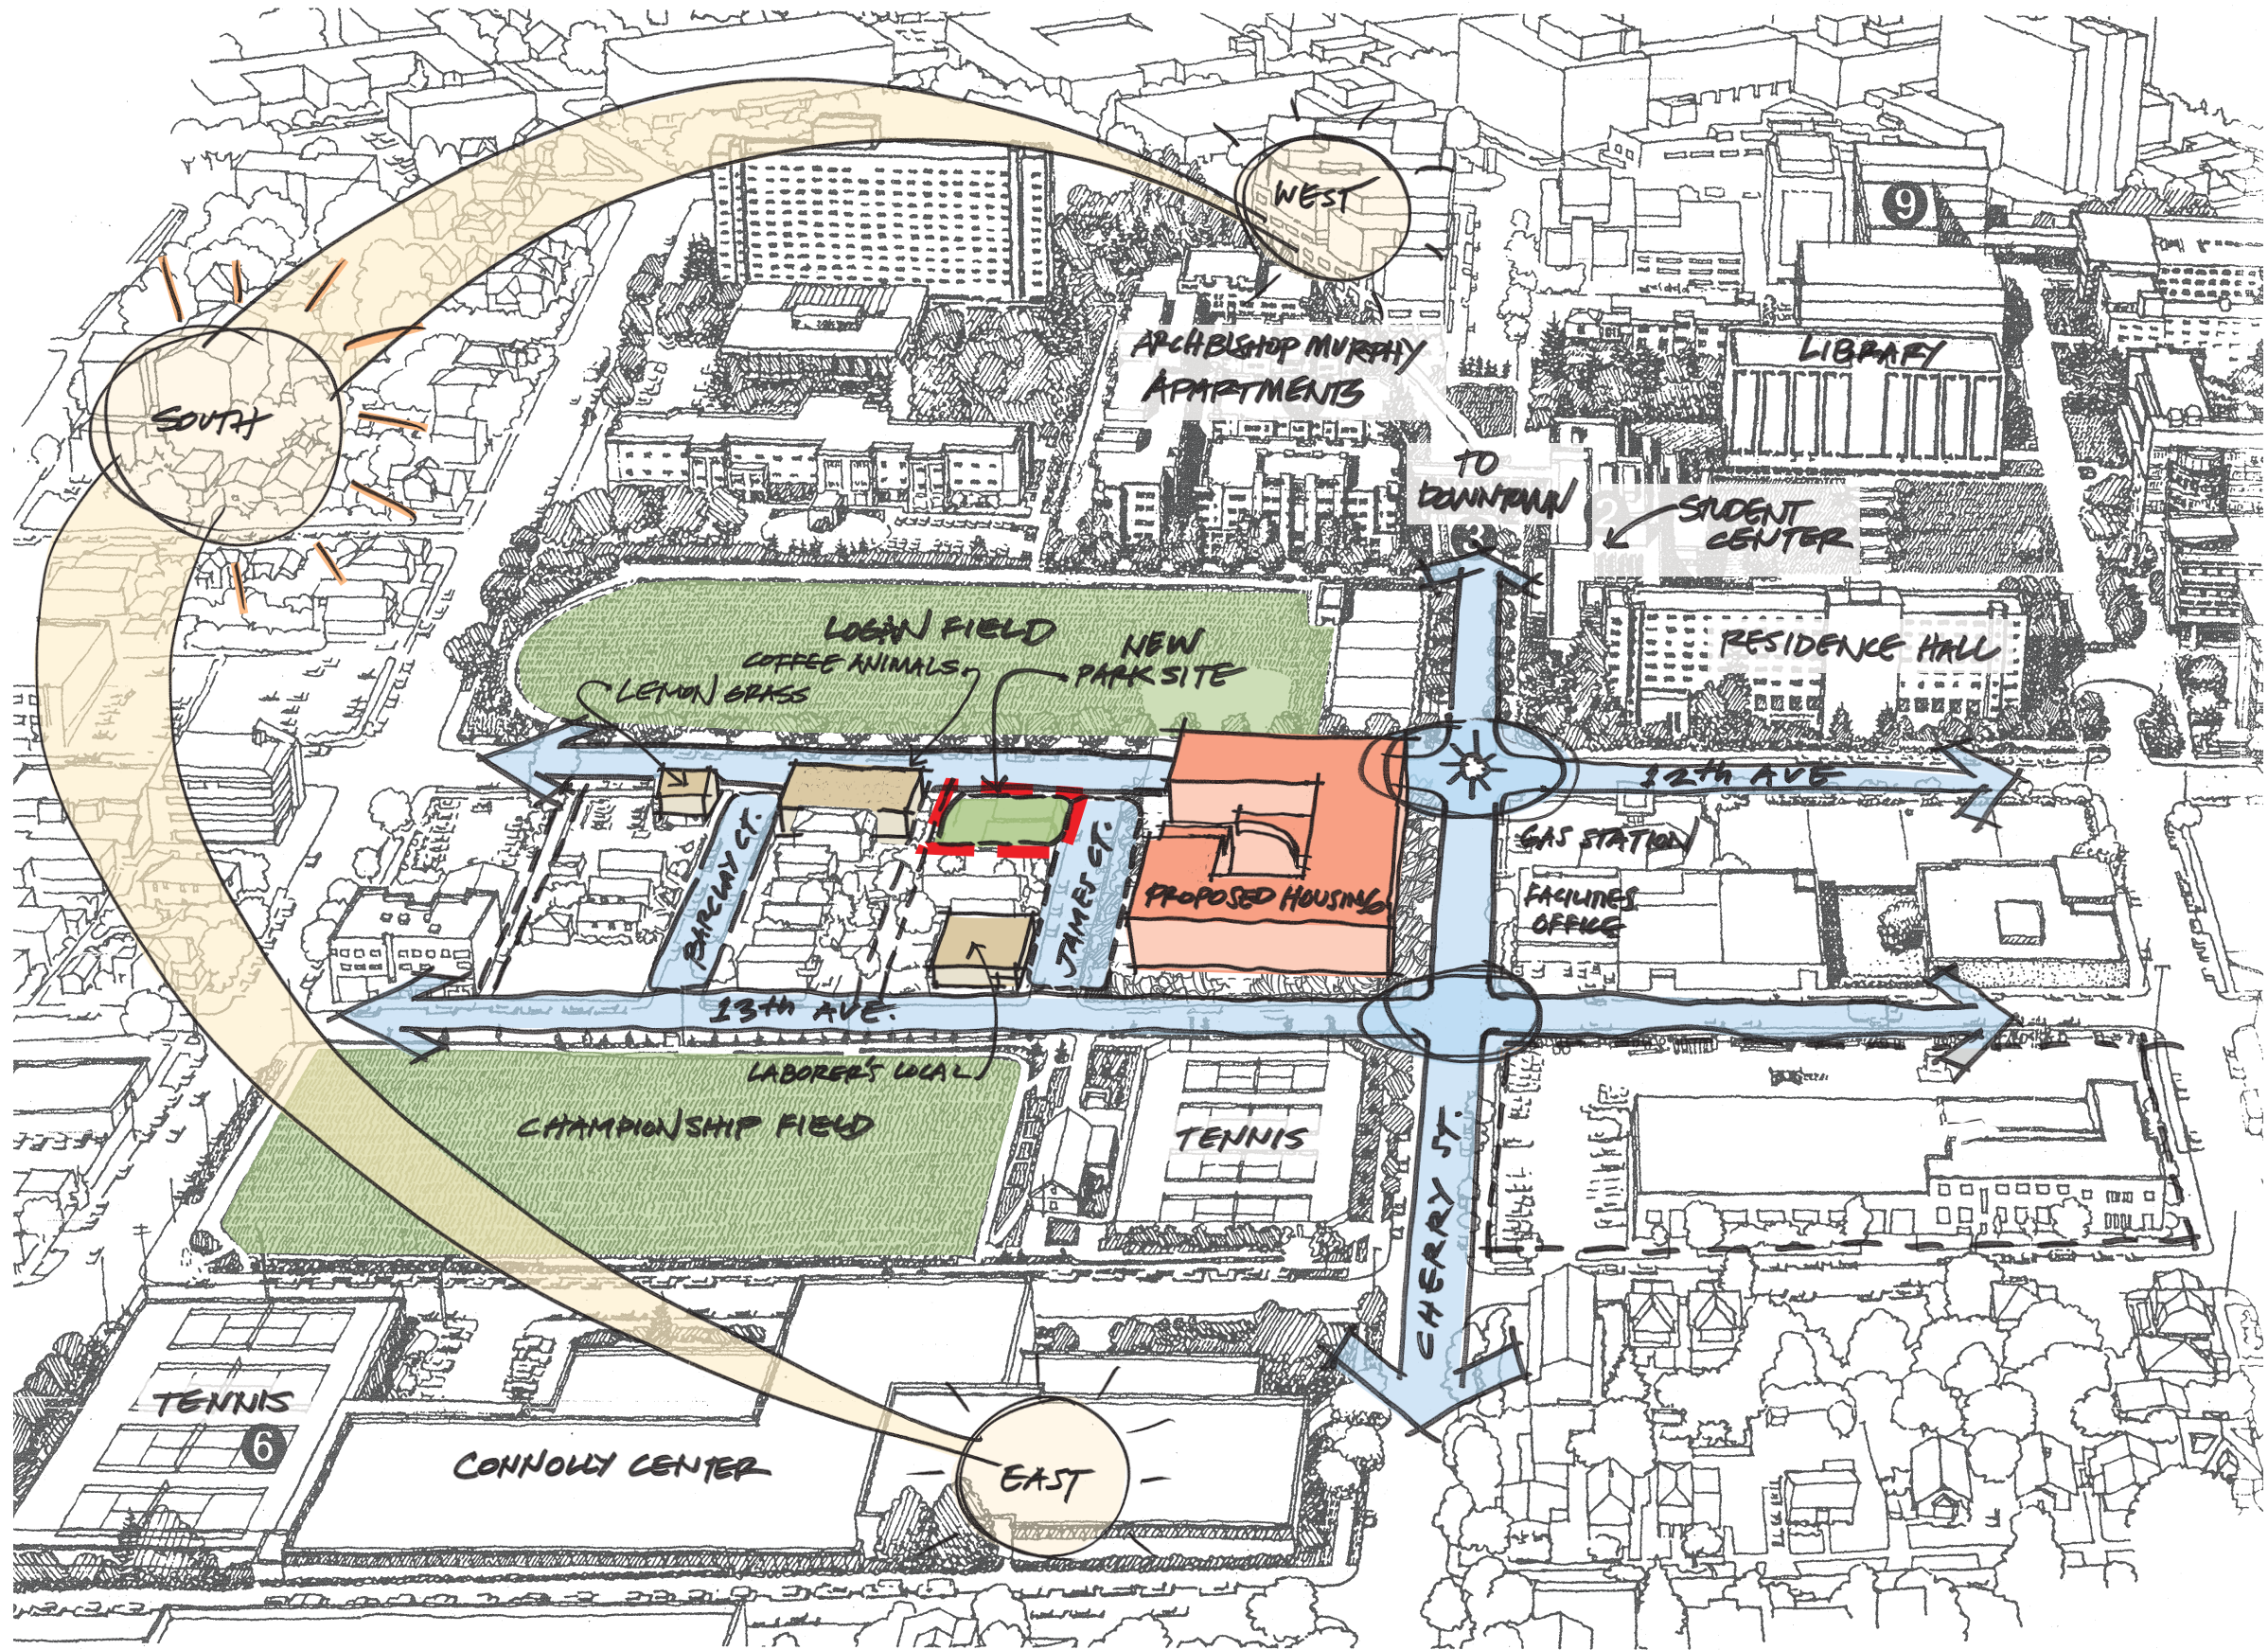 WEST
9
ARCHBISHOP MURPHY
APARTMENTS
LIBRARY
SOUTH
TO
DOWNTOWN
3
2
STUDENT
CENTER
LOGAN FIELD
COFFEE ANIMALS
LEMON GRASS
NEW
PARK SITE
RESIDENCE HALL
12th AVE
GAS STATION
BARCLAY CT.
JAMES CT.
PROPOSED HOUSING
FACILITIES
OFFICE
13th AVE.
LABORER'S LOCAL
CHAMPIONSHIP FIELD
TENNIS
CHERRY ST.
TENNIS
6
CONNOLLY CENTER
EAST